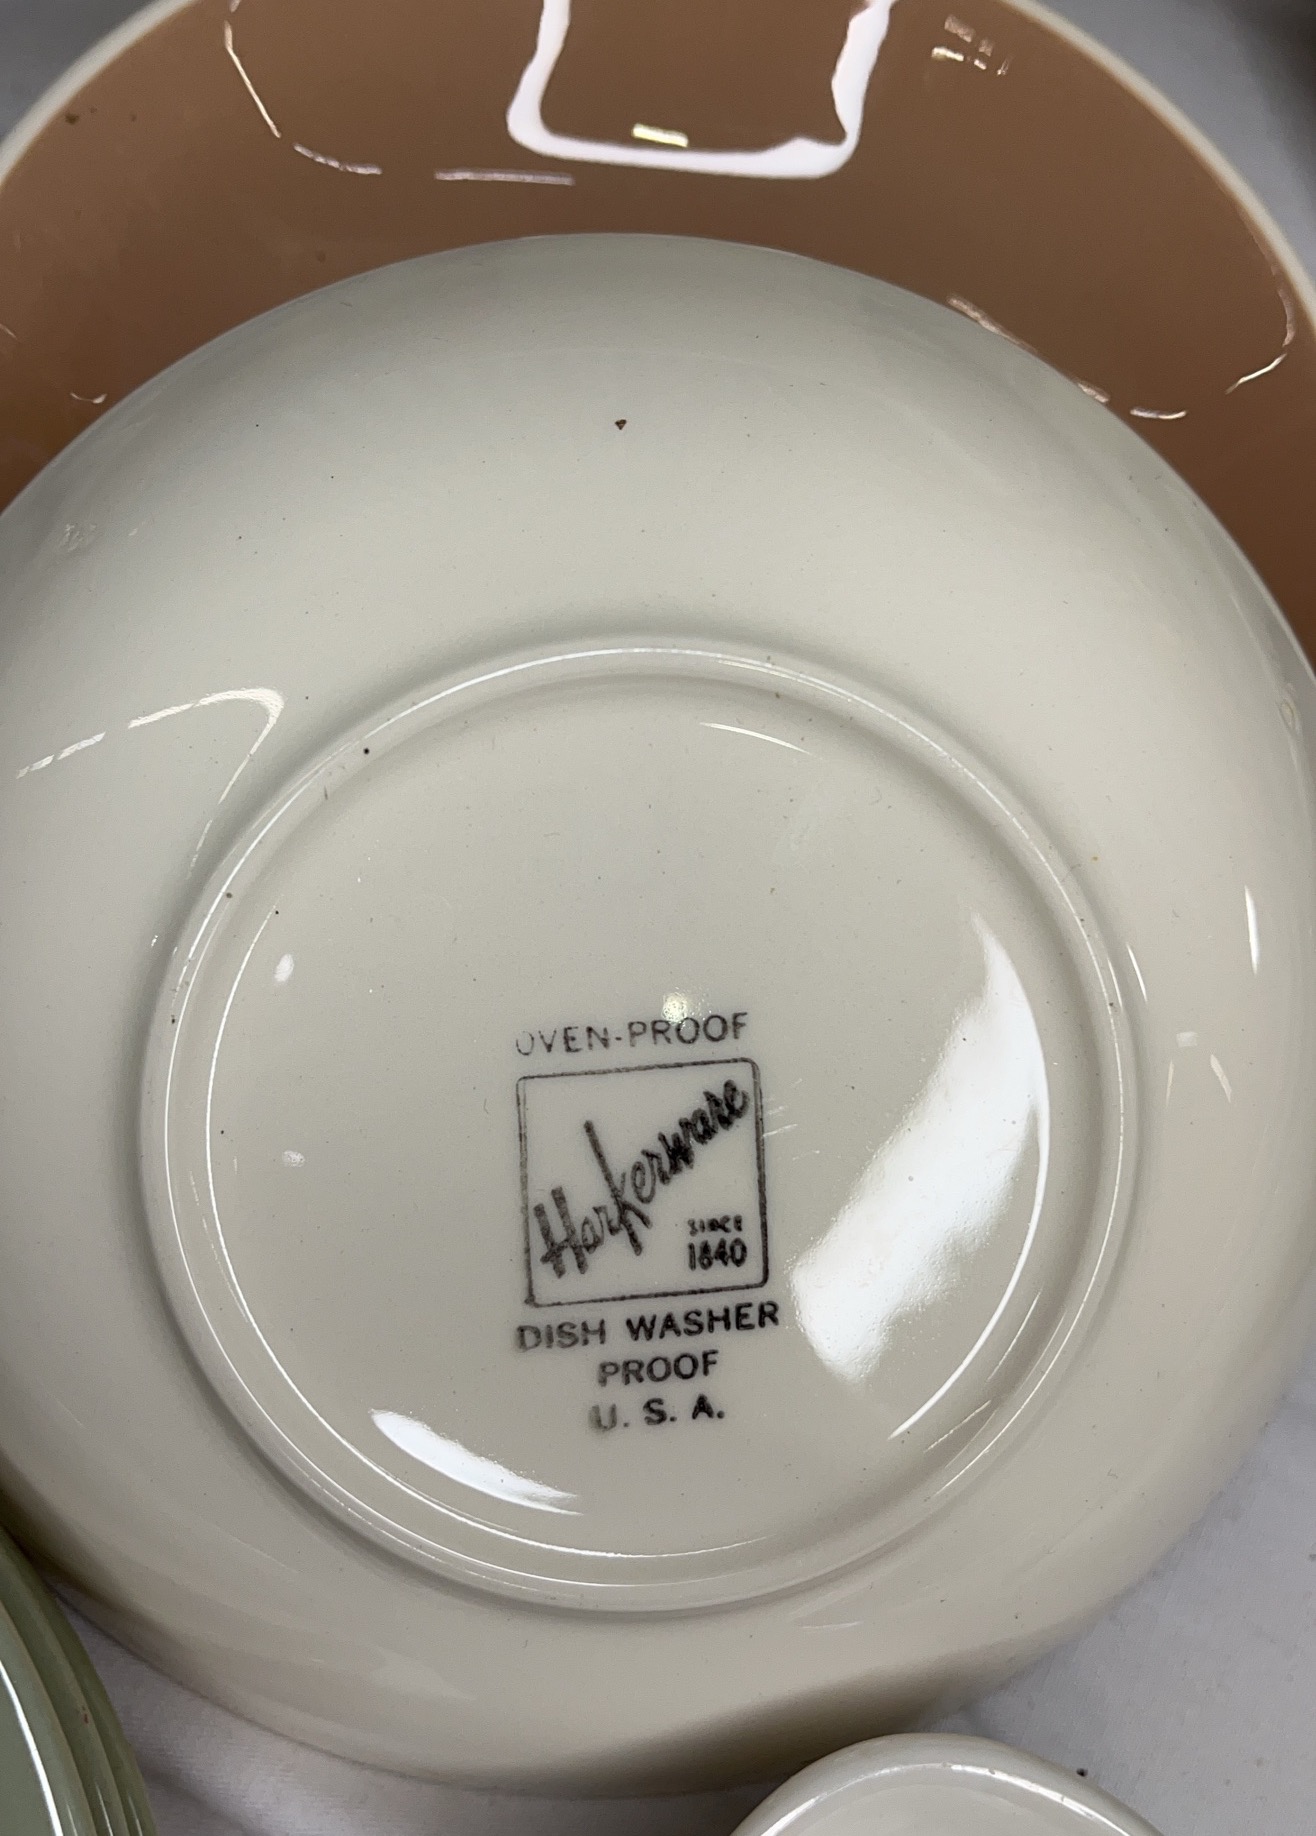 OVEN-PROOF
Harkerware
SINCE
1840
DISH WASHER
PROOF
U. S. A.